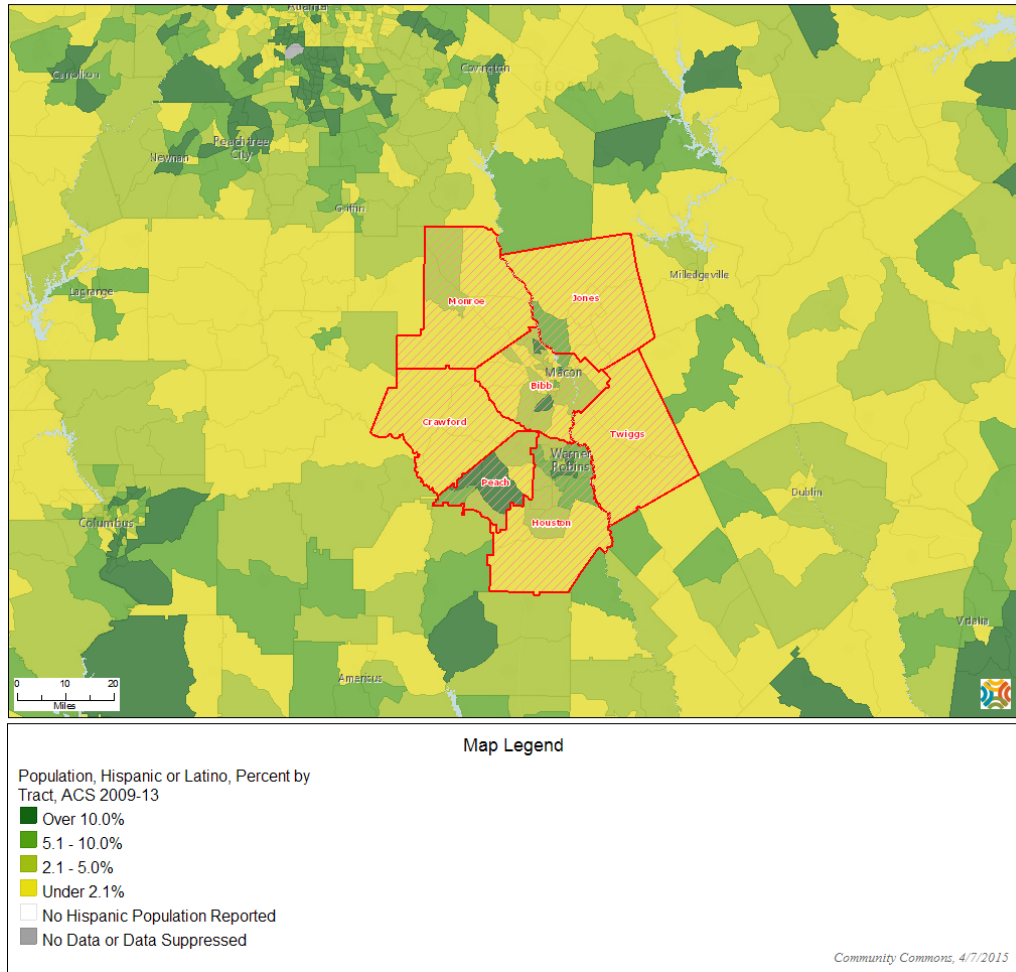 Atlanta
Carrollton
Covington
GEORGIA
Peachtree
City
Newnan
Griffin
Lagrange
Milledgeville
Monroe
Jones
Macon
Bibb
Crawford
Twiggs
Warner
Robins
Peach
Dublin
Columbus
Houston
Vidalia
Americus
0 10 20
Miles
Map Legend
Population, Hispanic or Latino, Percent by
Tract, ACS 2009-13
Over 10.0%
5.1 - 10.0%
2.1 - 5.0%
Under 2.1%
No Hispanic Population Reported
No Data or Data Suppressed
Community Commons, 4/7/2015